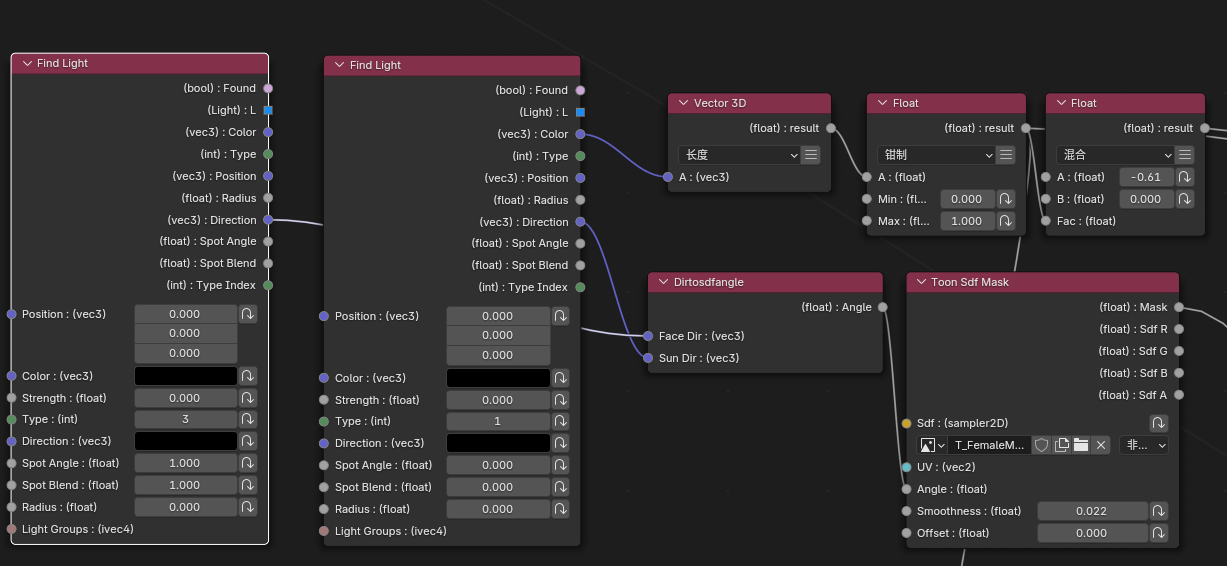 Find Light
(bool) : Found
(Light) : L
(vec3) : Color
(int) : Type
(vec3) : Position
(float) : Radius
(vec3) : Direction
(float) : Spot Angle
(float) : Spot Blend
(int) : Type Index
Position : (vec3) 0.000
0.000
0.000
Color : (vec3)
Strength : (float) 0.000
Type : (int) 3
Direction : (vec3)
Spot Angle : (float) 1.000
Spot Blend : (float) 1.000
Radius : (float) 0.000
Light Groups : (ivec4)
Find Light
(bool) : Found
(Light) : L
(vec3) : Color
(int) : Type
(vec3) : Position
(float) : Radius
(vec3) : Direction
(float) : Spot Angle
(float) : Spot Blend
(int) : Type Index
Position : (vec3) 0.000
0.000
0.000
Color : (vec3)
Strength : (float) 0.000
Type : (int) 1
Direction : (vec3)
Spot Angle : (float) 0.000
Spot Blend : (float) 0.000
Radius : (float) 0.000
Light Groups : (ivec4)
Vector 3D
(float) : result
长度
A : (vec3)
Float
(float) : result
钳制
A : (float)
Min : (fl... 0.000
Max : (fl... 1.000
Float
(float) : result
混合
A : (float) -0.61
B : (float) 0.000
Fac : (float)
Dirtosdfangle
(float) : Angle
Face Dir : (vec3)
Sun Dir : (vec3)
Toon Sdf Mask
(float) : Mask
(float) : Sdf R
(float) : Sdf G
(float) : Sdf B
(float) : Sdf A
Sdf : (sampler2D)
T_FemaleM... 非...
UV : (vec2)
Angle : (float)
Smoothness : (float) 0.022
Offset : (float) 0.000